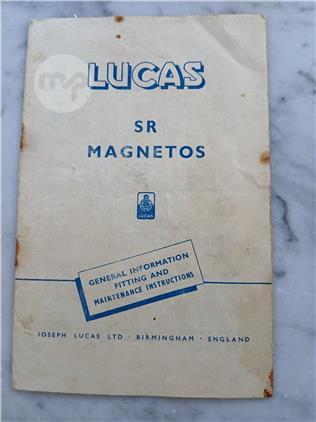 LUCAS
SR
MAGNETOS
LUCAS
GENERAL INFORMATION
FITTING AND
MAINTENANCE INSTRUCTIONS
JOSEPH LUCAS LTD · BIRMINGHAM · ENGLAND